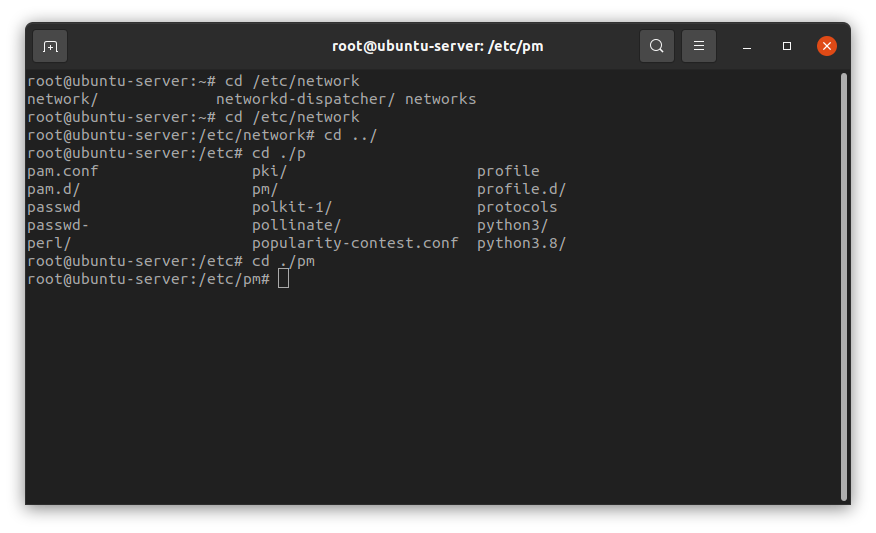 root@ubuntu-server: /etc/pm
root@ubuntu-server:~# cd /etc/network
network/ networkd-dispatcher/ networks
root@ubuntu-server:~# cd /etc/network
root@ubuntu-server:/etc/network# cd ../
root@ubuntu-server:/etc# cd ./p
pam.conf pki/ profile
pam.d/ pm/ profile.d/
passwd polkit-1/ protocols
passwd- pollinate/ python3/
perl/ popularity-contest.conf python3.8/
root@ubuntu-server:/etc# cd ./pm
root@ubuntu-server:/etc/pm#